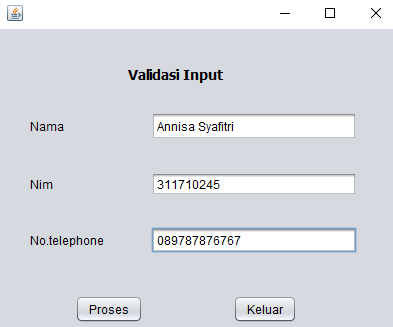 Validasi Input
Nama Annisa Syafitri
Nim 311710245
No.telephone 089787876767
Proses Keluar